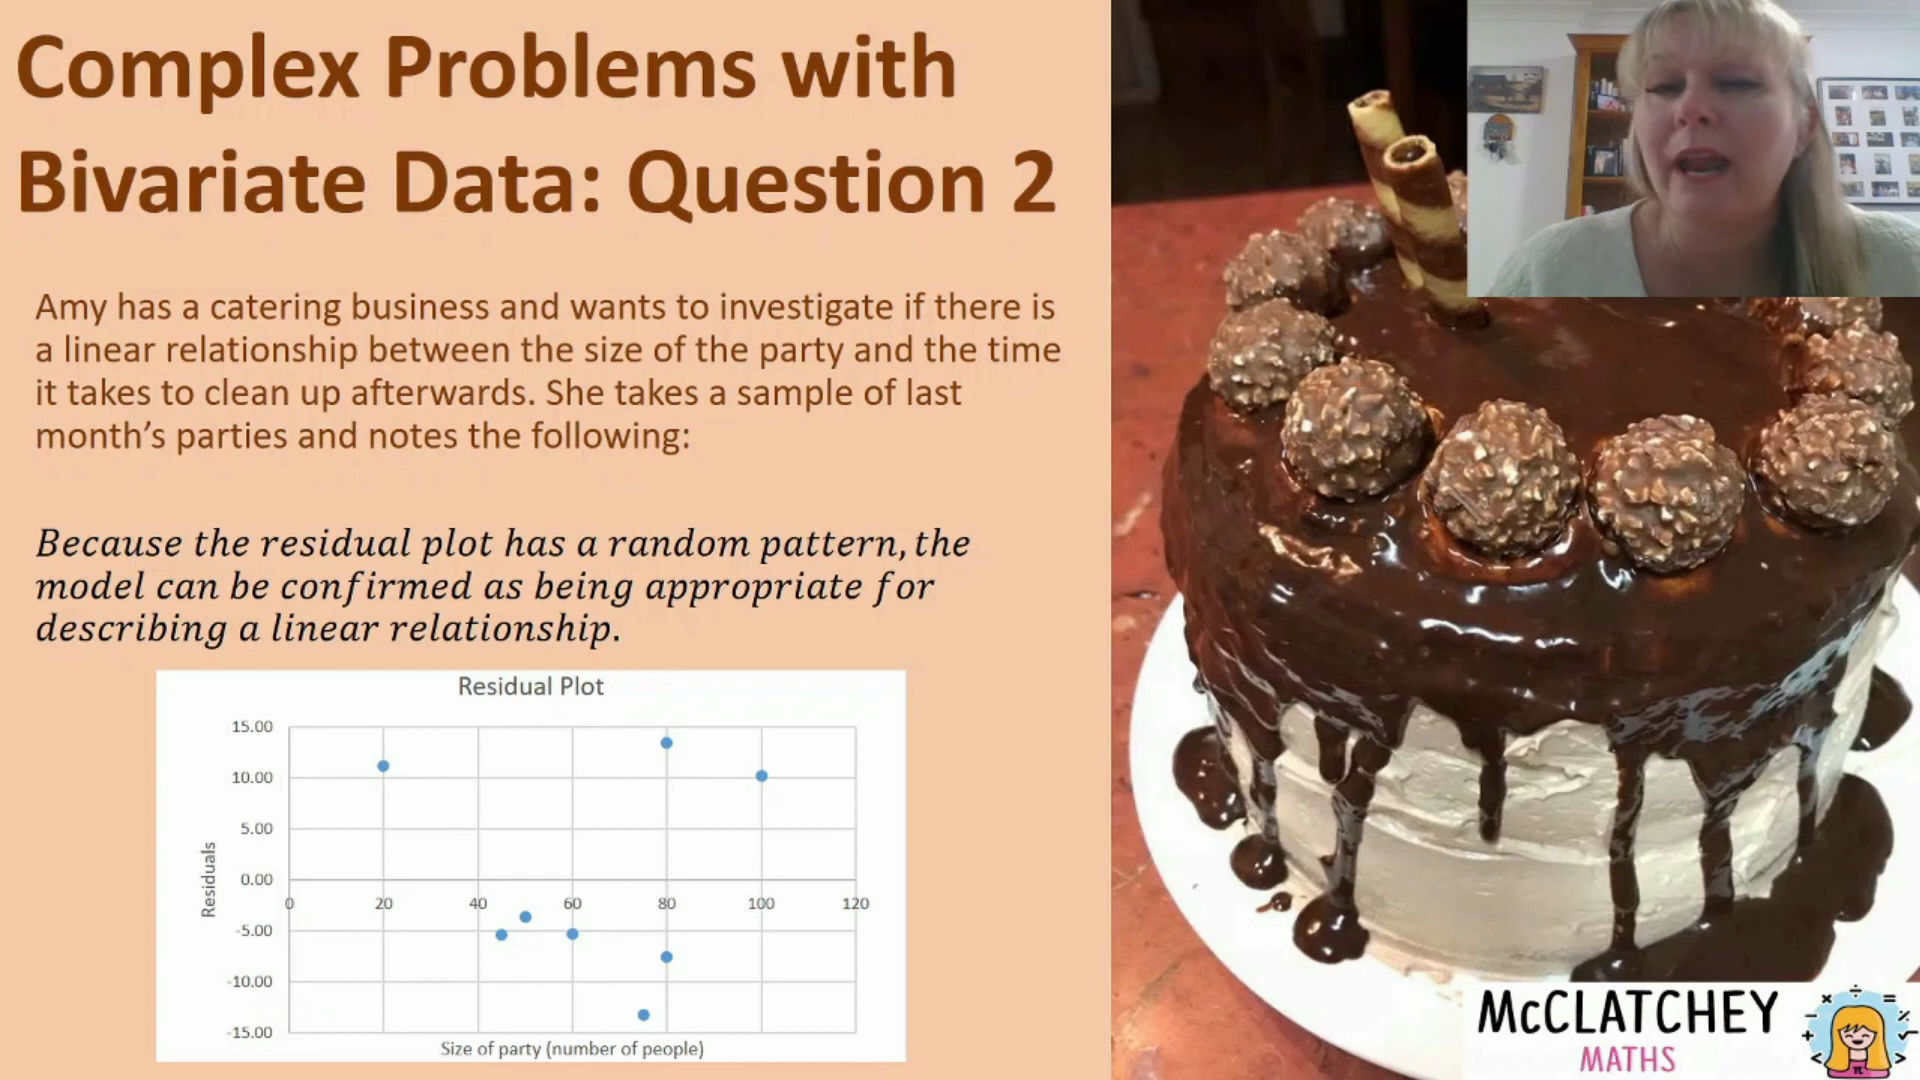 Complex Problems with
Bivariate Data: Question 2
Amy has a catering business and wants to investigate if there is
a linear relationship between the size of the party and the time
it takes to clean up afterwards. She takes a sample of last
month’s parties and notes the following:
Because the residual plot has a random pattern, the
model can be confirmed as being appropriate for
describing a linear relationship.
Residual Plot
15.00
10.00
5.00
0.00
-5.00
-10.00
-15.00
Residuals
0 20 40 60 80 100 120
Size of party (number of people)
McCLATCHEY
MATHS